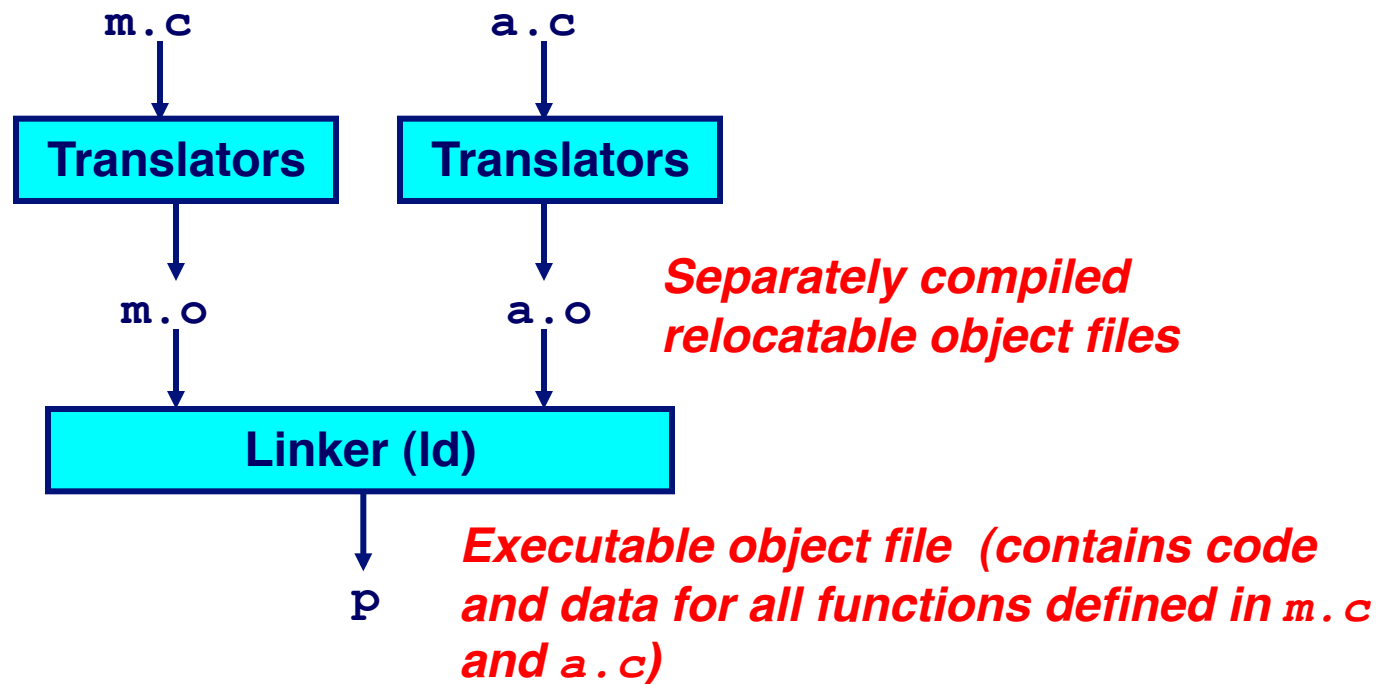 m.c
a.c
Translators
Translators
m.o
a.o
Separately compiled
relocatable object files
Linker (ld)
p
Executable object file (contains code
and data for all functions defined in m.c
and a.c)